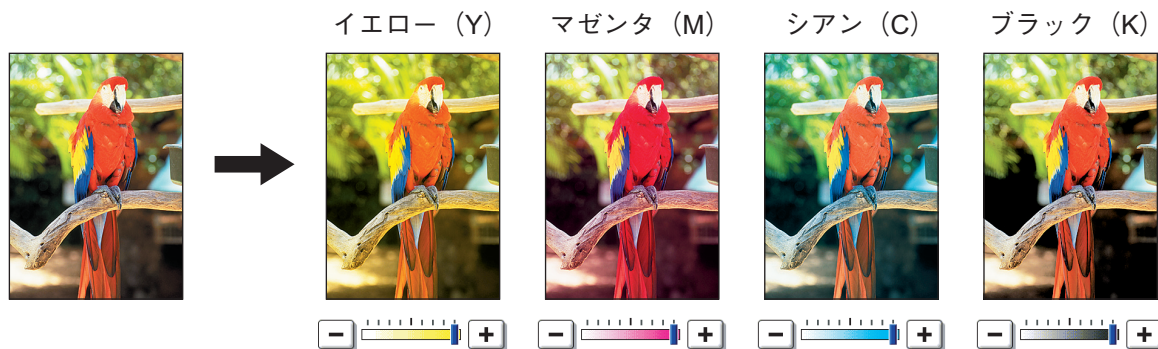 イエロー（Y） マゼンタ（M） シアン（C） ブラック（K）
− + − + − + − +